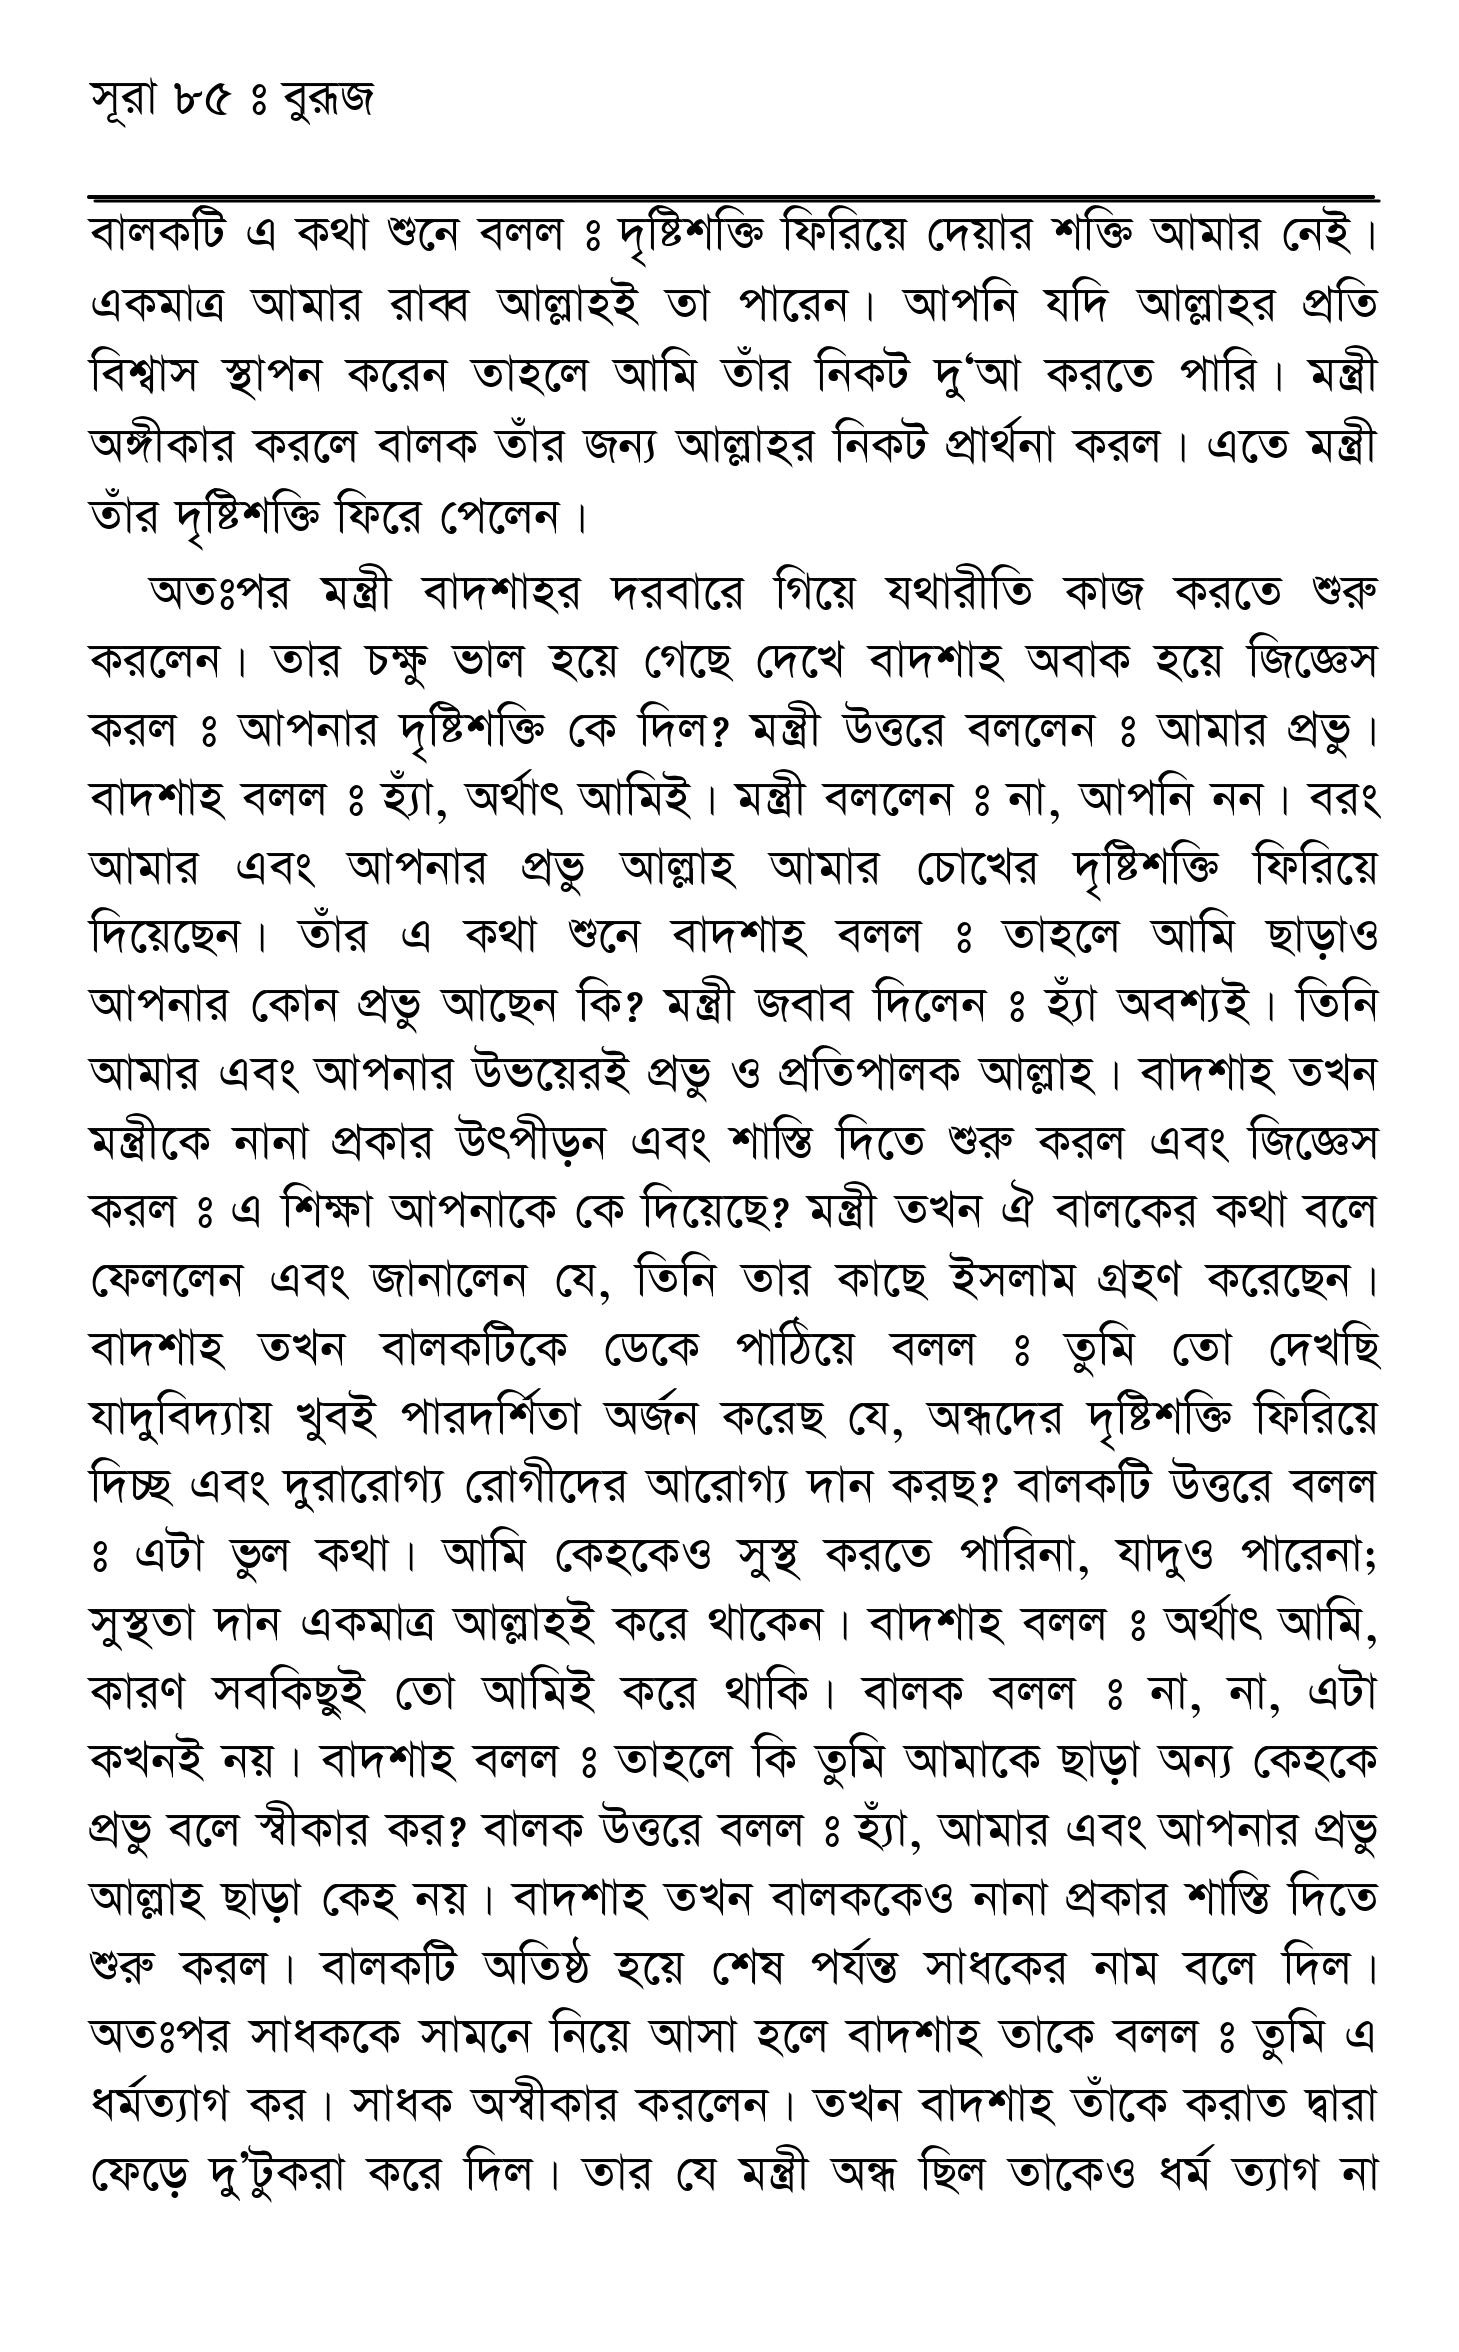 সূরা ৮৫ ঃ বুরূজ
বালকটি এ কথা শুনে বলল ঃ দৃষ্টিশক্তি ফিরিয়ে দেয়ার শক্তি আমার নেই।
একমাত্র আমার রাব্ব আল্লাহই তা পারেন। আপনি যদি আল্লাহর প্রতি
বিশ্বাস স্থাপন করেন তাহলে আমি তাঁর নিকট দু‘আ করতে পারি। মন্ত্রী
অঙ্গীকার করলে বালক তাঁর জন্য আল্লাহর নিকট প্রার্থনা করল। এতে মন্ত্রী
তাঁর দৃষ্টিশক্তি ফিরে পেলেন।
অতঃপর মন্ত্রী বাদশাহর দরবারে গিয়ে যথারীতি কাজ করতে শুরু
করলেন। তার চক্ষু ভাল হয়ে গেছে দেখে বাদশাহ অবাক হয়ে জিজ্ঞেস
করল ঃ আপনার দৃষ্টিশক্তি কে দিল? মন্ত্রী উত্তরে বললেন ঃ আমার প্রভু।
বাদশাহ বলল ঃ হ্যাঁ, অর্থাৎ আমিই। মন্ত্রী বললেন ঃ না, আপনি নন। বরং
আমার এবং আপনার প্রভু আল্লাহ আমার চোখের দৃষ্টিশক্তি ফিরিয়ে
দিয়েছেন। তাঁর এ কথা শুনে বাদশাহ বলল ঃ তাহলে আমি ছাড়াও
আপনার কোন প্রভু আছেন কি? মন্ত্রী জবাব দিলেন ঃ হ্যাঁ অবশ্যই। তিনি
আমার এবং আপনার উভয়েরই প্রভু ও প্রতিপালক আল্লাহ। বাদশাহ তখন
মন্ত্রীকে নানা প্রকার উৎপীড়ন এবং শাস্তি দিতে শুরু করল এবং জিজ্ঞেস
করল ঃ এ শিক্ষা আপনাকে কে দিয়েছে? মন্ত্রী তখন ঐ বালকের কথা বলে
ফেললেন এবং জানালেন যে, তিনি তার কাছে ইসলাম গ্রহণ করেছেন।
বাদশাহ তখন বালকটিকে ডেকে পাঠিয়ে বলল ঃ তুমি তো দেখছি
যাদুবিদ্যায় খুবই পারদর্শিতা অর্জন করেছ যে, অন্ধদের দৃষ্টিশক্তি ফিরিয়ে
দিচ্ছ এবং দুরারোগ্য রোগীদের আরোগ্য দান করছ? বালকটি উত্তরে বলল
ঃ এটা ভুল কথা। আমি কেহকেও সুস্থ করতে পারিনা, যাদুও পারেনা;
সুস্থতা দান একমাত্র আল্লাহই করে থাকেন। বাদশাহ বলল ঃ অর্থাৎ আমি,
কারণ সবকিছুই তো আমিই করে থাকি। বালক বলল ঃ না, না, এটা
কখনই নয়। বাদশাহ বলল ঃ তাহলে কি তুমি আমাকে ছাড়া অন্য কেহকে
প্রভু বলে স্বীকার কর? বালক উত্তরে বলল ঃ হ্যাঁ, আমার এবং আপনার প্রভু
আল্লাহ ছাড়া কেহ নয়। বাদশাহ তখন বালককেও নানা প্রকার শাস্তি দিতে
শুরু করল। বালকটি অতিষ্ঠ হয়ে শেষ পর্যন্ত সাধকের নাম বলে দিল।
অতঃপর সাধককে সামনে নিয়ে আসা হলে বাদশাহ তাকে বলল ঃ তুমি এ
ধর্মত্যাগ কর। সাধক অস্বীকার করলেন। তখন বাদশাহ তাঁকে করাত দ্বারা
ফেড়ে দু’টুকরা করে দিল। তার যে মন্ত্রী অন্ধ ছিল তাকেও ধর্ম ত্যাগ না